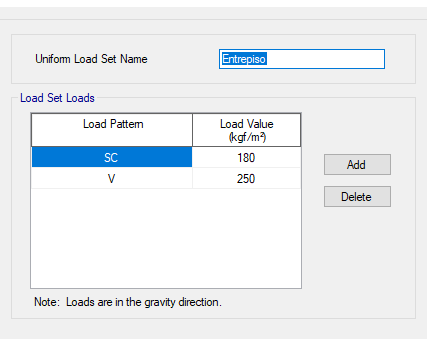 Uniform Load Set Name
Entrepiso
Load Set Loads
Load Pattern
Load Value
(kgf/m²)
SC
180
V
250
Add
Delete
Note: Loads are in the gravity direction.